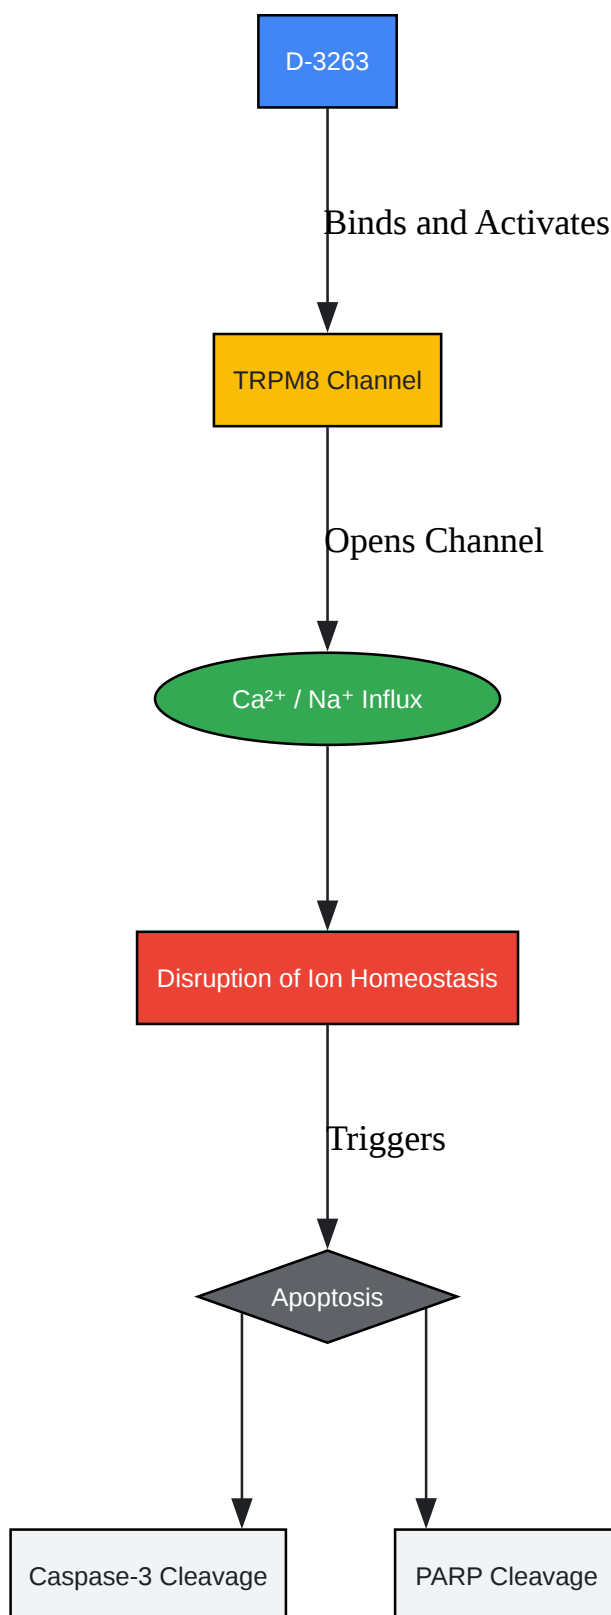 D-3263
Binds and Activates
TRPM8 Channel
Opens Channel
Ca²⁺ / Na⁺ Influx
Disruption of Ion Homeostasis
Triggers
Apoptosis
Caspase-3 Cleavage
PARP Cleavage